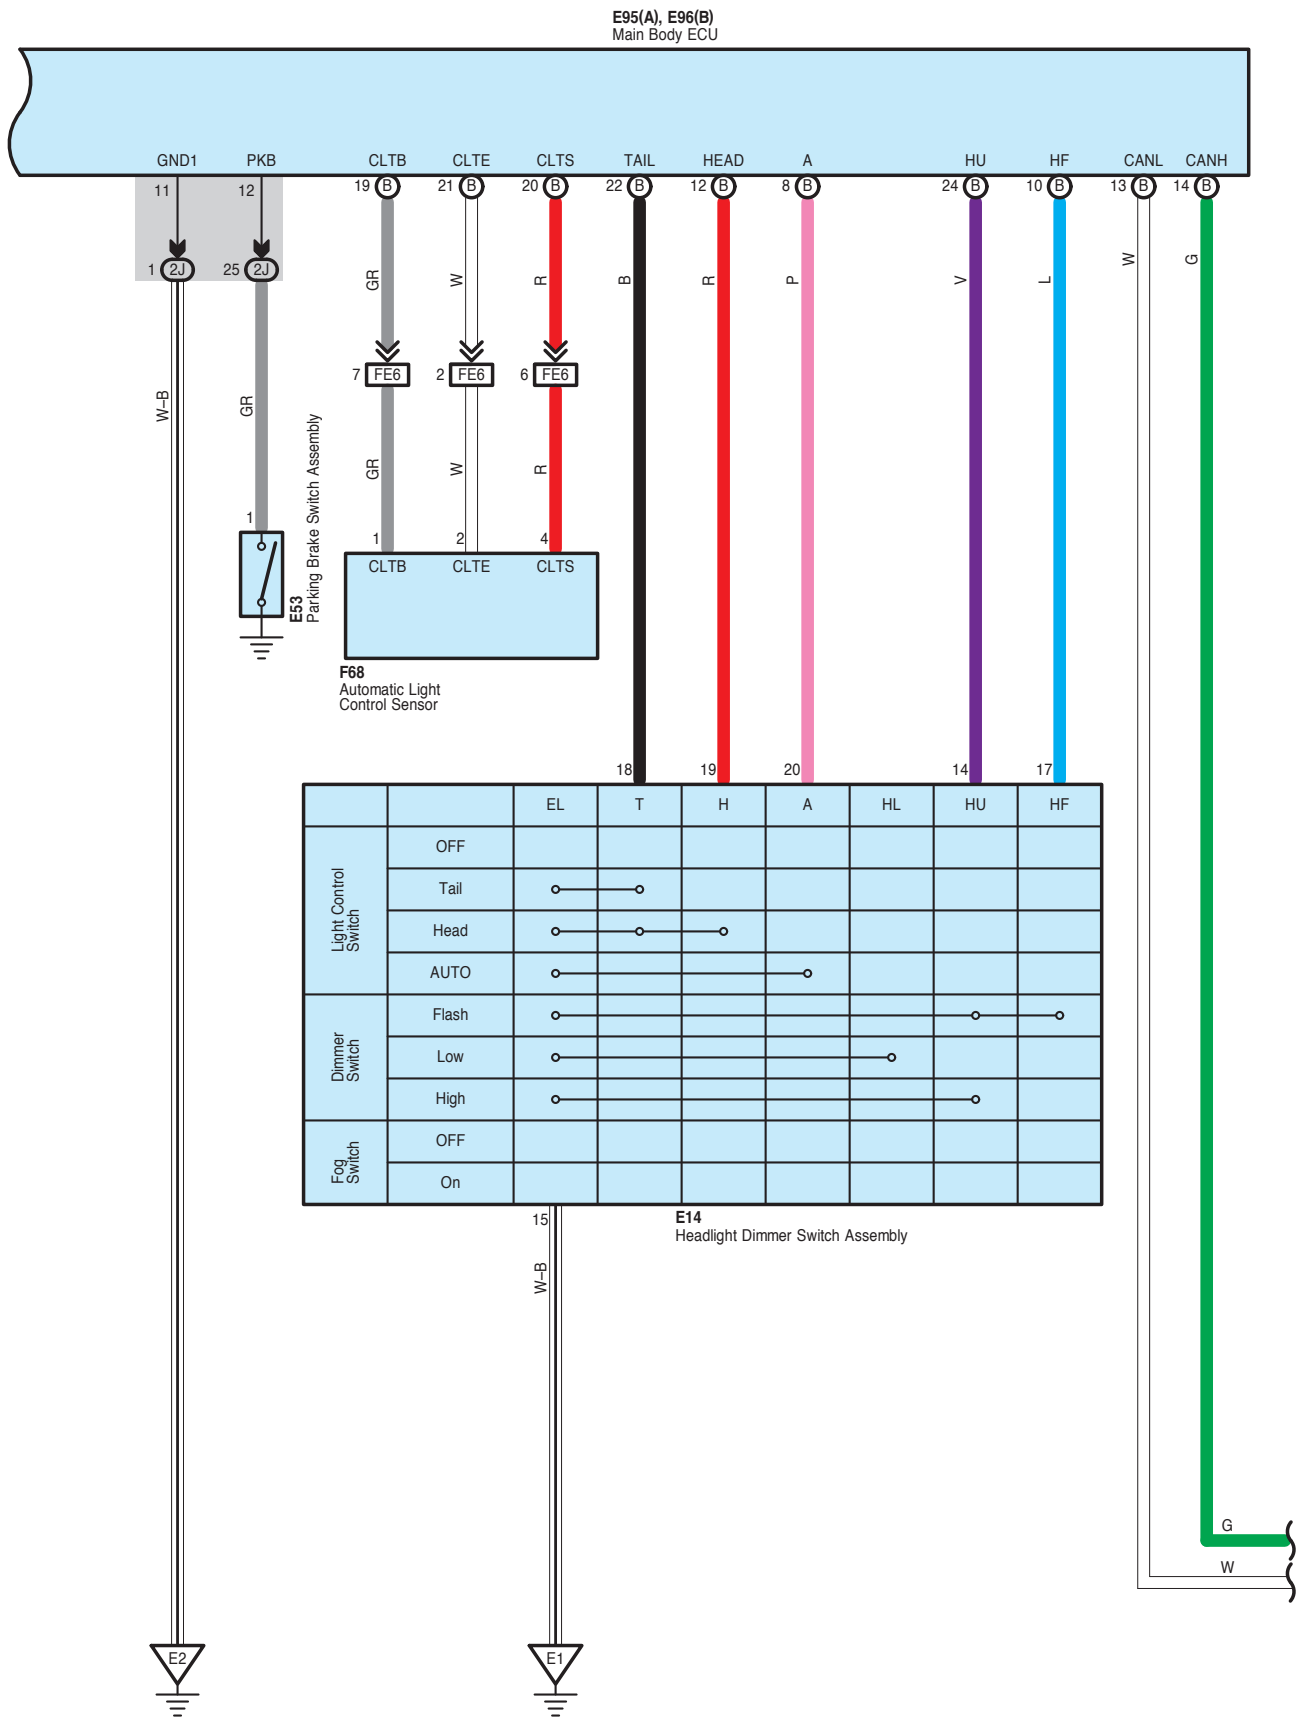 E95(A), E96(B)
Main Body ECU
GND1 PKB CLTB CLTE CLTS TAIL HEAD A HU HF CANL CANH
11 12 19 B 21 B 20 B 22 B 12 B 8 B 24 B 10 B 13 B 14 B
1 2J 25 2J
GR W R B R P V L W G
7 FE6 2 FE6 6 FE6
W–B GR
GR W R
1
1 2 4
CLTB CLTE CLTS
E53
Parking Brake Switch Assembly
F68
Automatic Light
Control Sensor
18 19 20 14 17
EL T H A HL HU HF
Light Control
Switch
OFF
Tail
Head
AUTO
Dimmer
Switch
Flash
Low
High
Fog
Switch
OFF
On
15
E14
Headlight Dimmer Switch Assembly
W–B
G
W
E2 E1